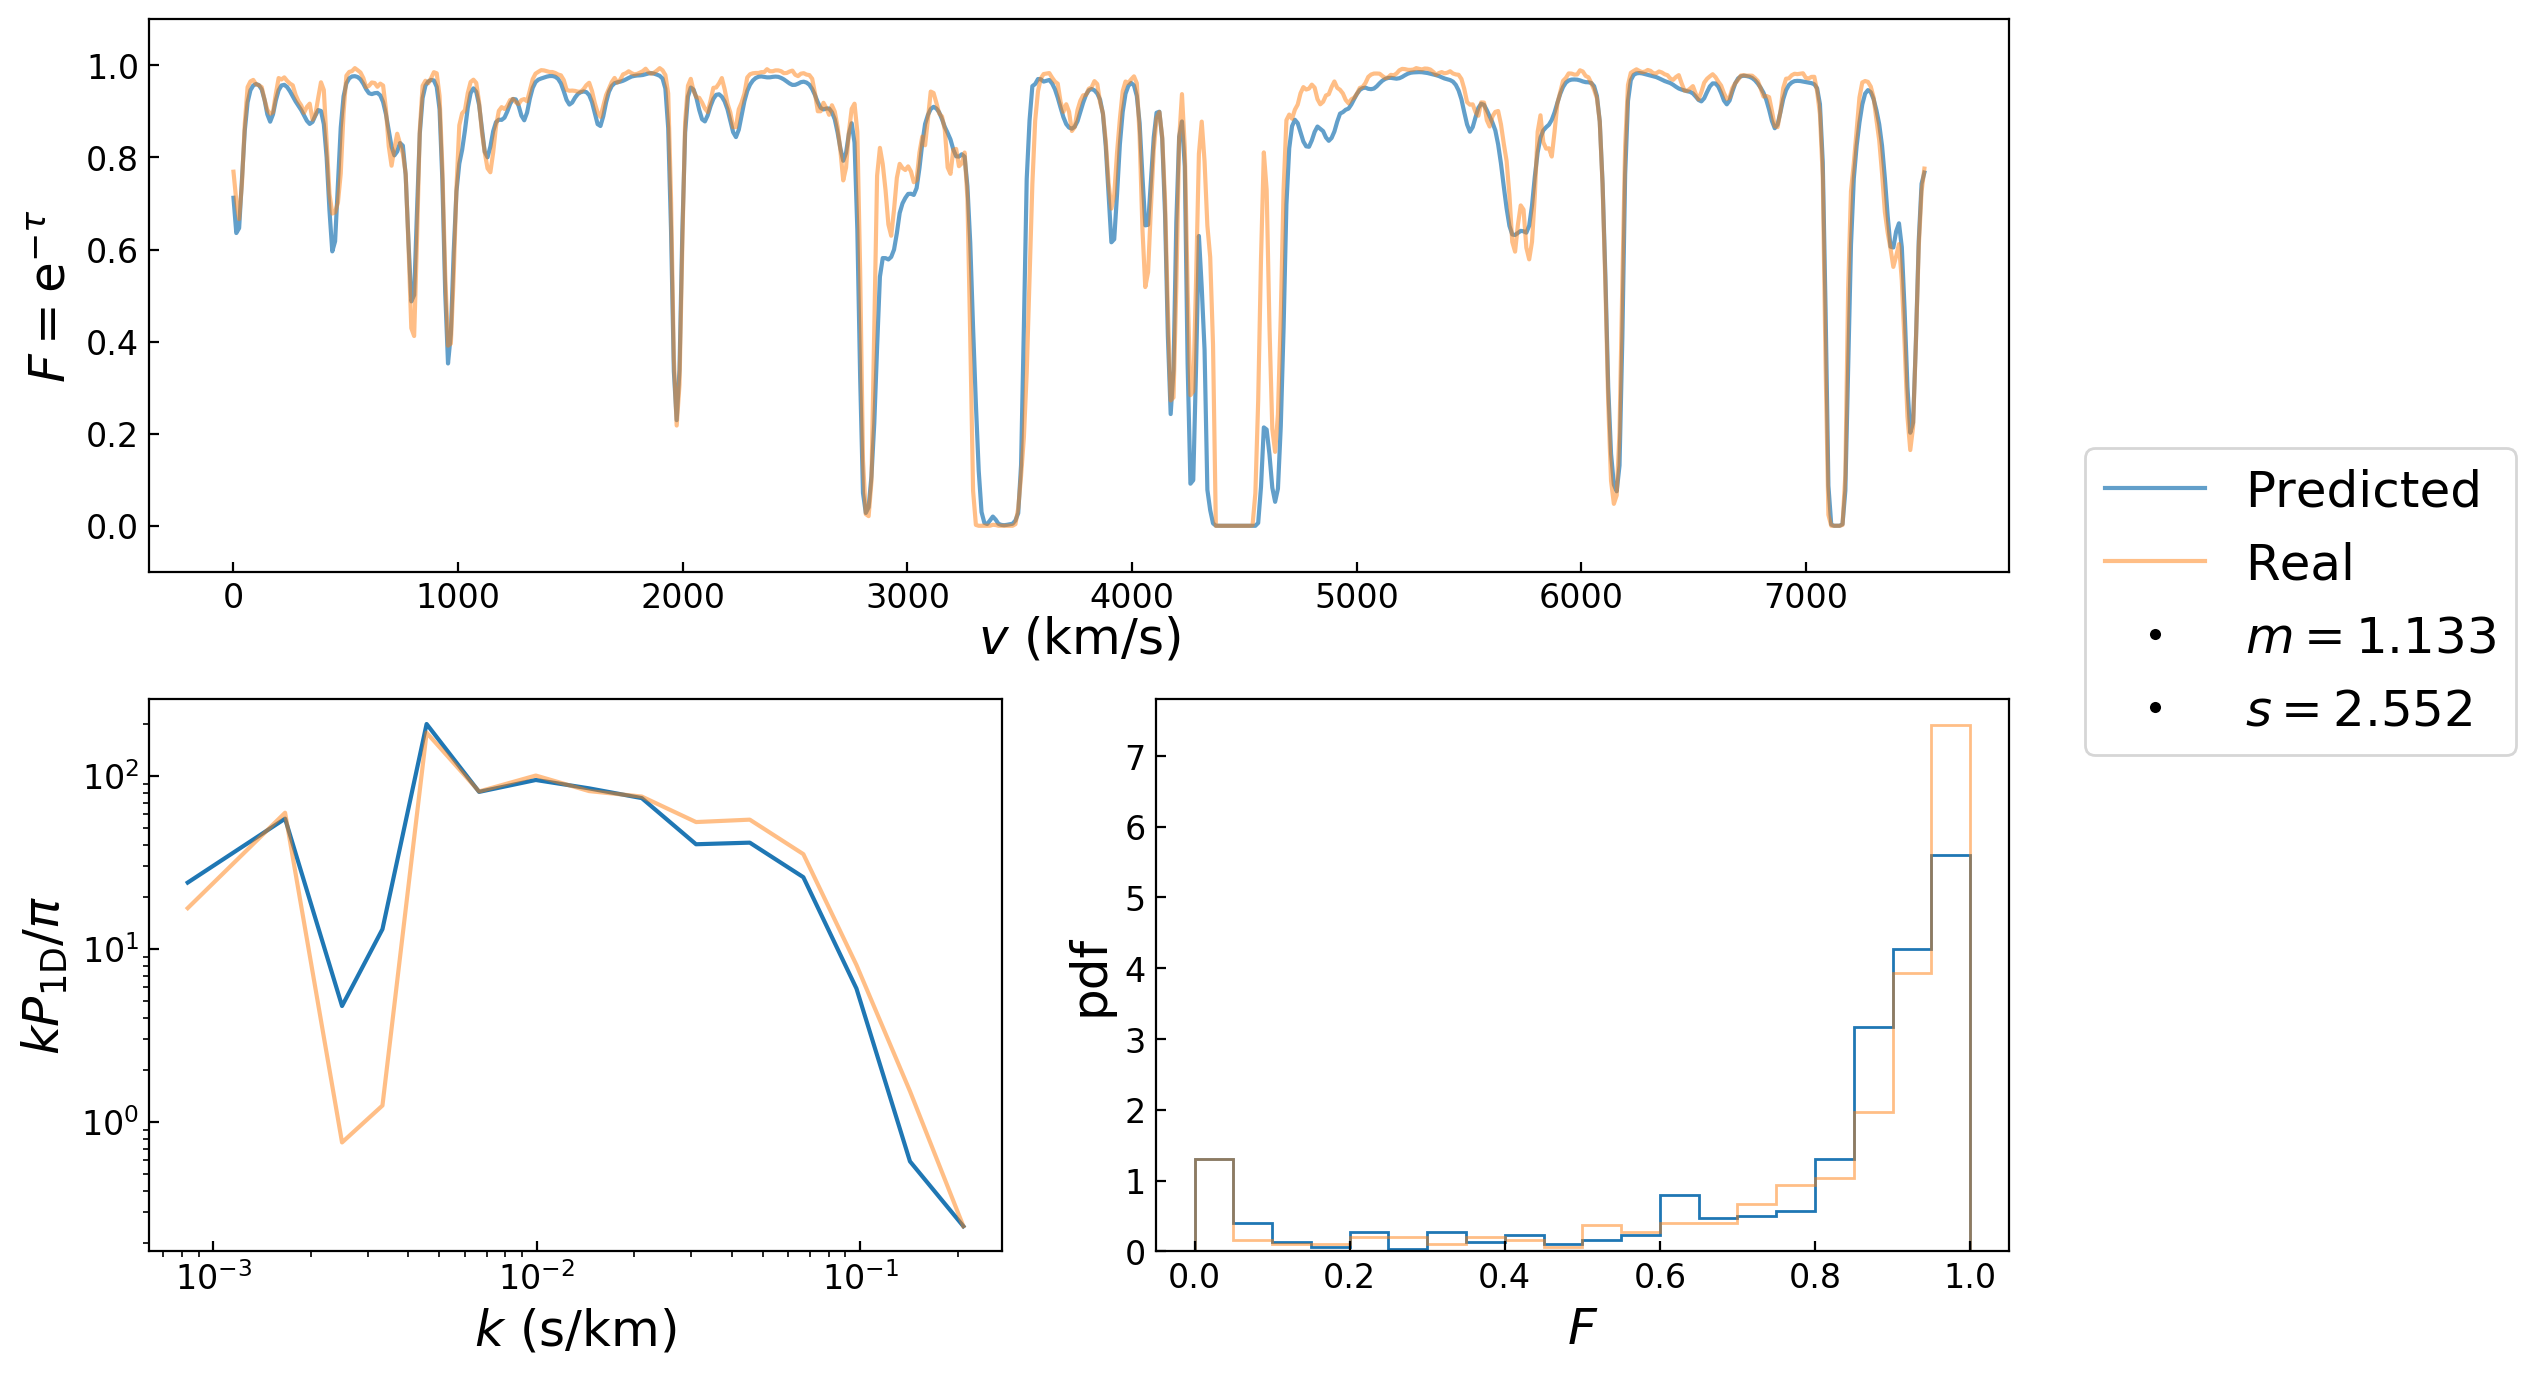 1.0
0.8
0.6
0.4
0.2
0.0
F = e^{−τ}
0 1000 2000 3000 4000 5000 6000 7000
v (km/s)
Predicted
Real
m = 1.133
s = 2.552
10^2
10^1
10^0
kP_{1D}/π
10^{−3} 10^{−2} 10^{−1}
k (s/km)
7
6
5
4
3
2
1
0
pdf
0.0 0.2 0.4 0.6 0.8 1.0
F